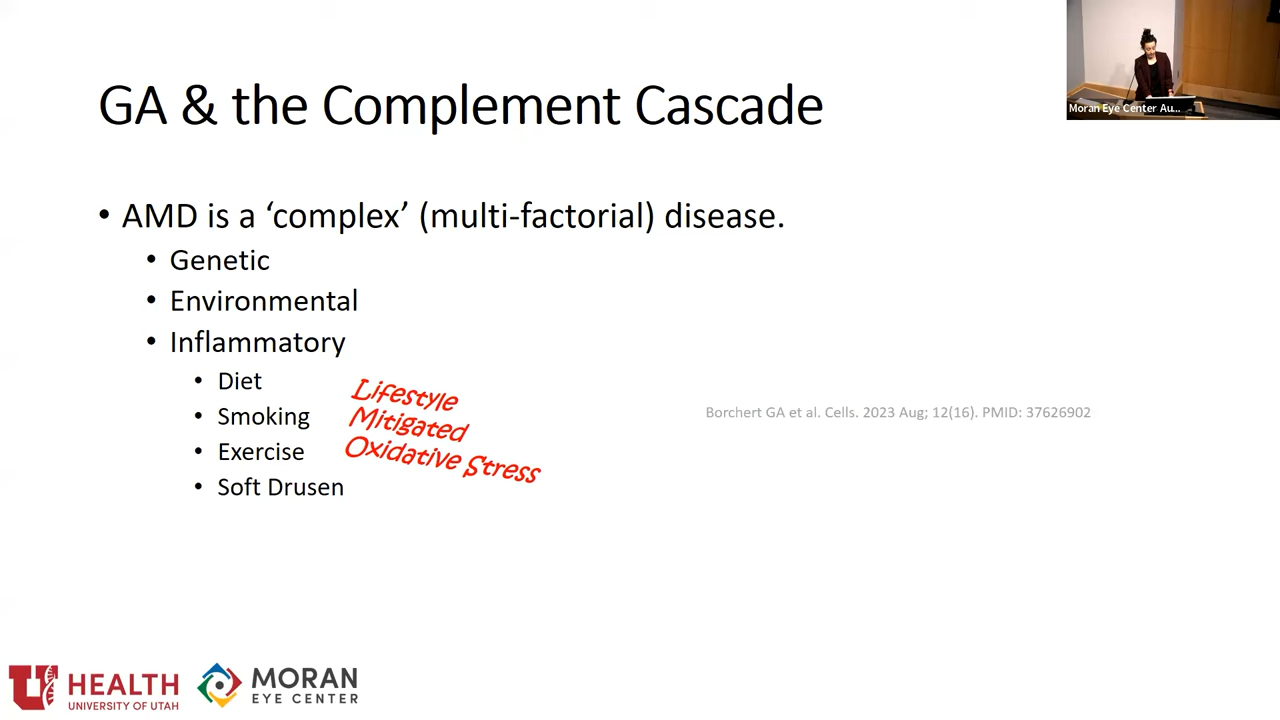 GA & the Complement Cascade
Moran Eye Center Au...
• AMD is a ‘complex’ (multi-factorial) disease.
• Genetic
• Environmental
• Inflammatory
• Diet
• Smoking
• Exercise
• Soft Drusen
Lifestyle
Mitigated
Oxidative Stress
Borchert GA et al. Cells. 2023 Aug; 12(16). PMID: 37626902
U HEALTH
UNIVERSITY OF UTAH
MORAN
EYE CENTER